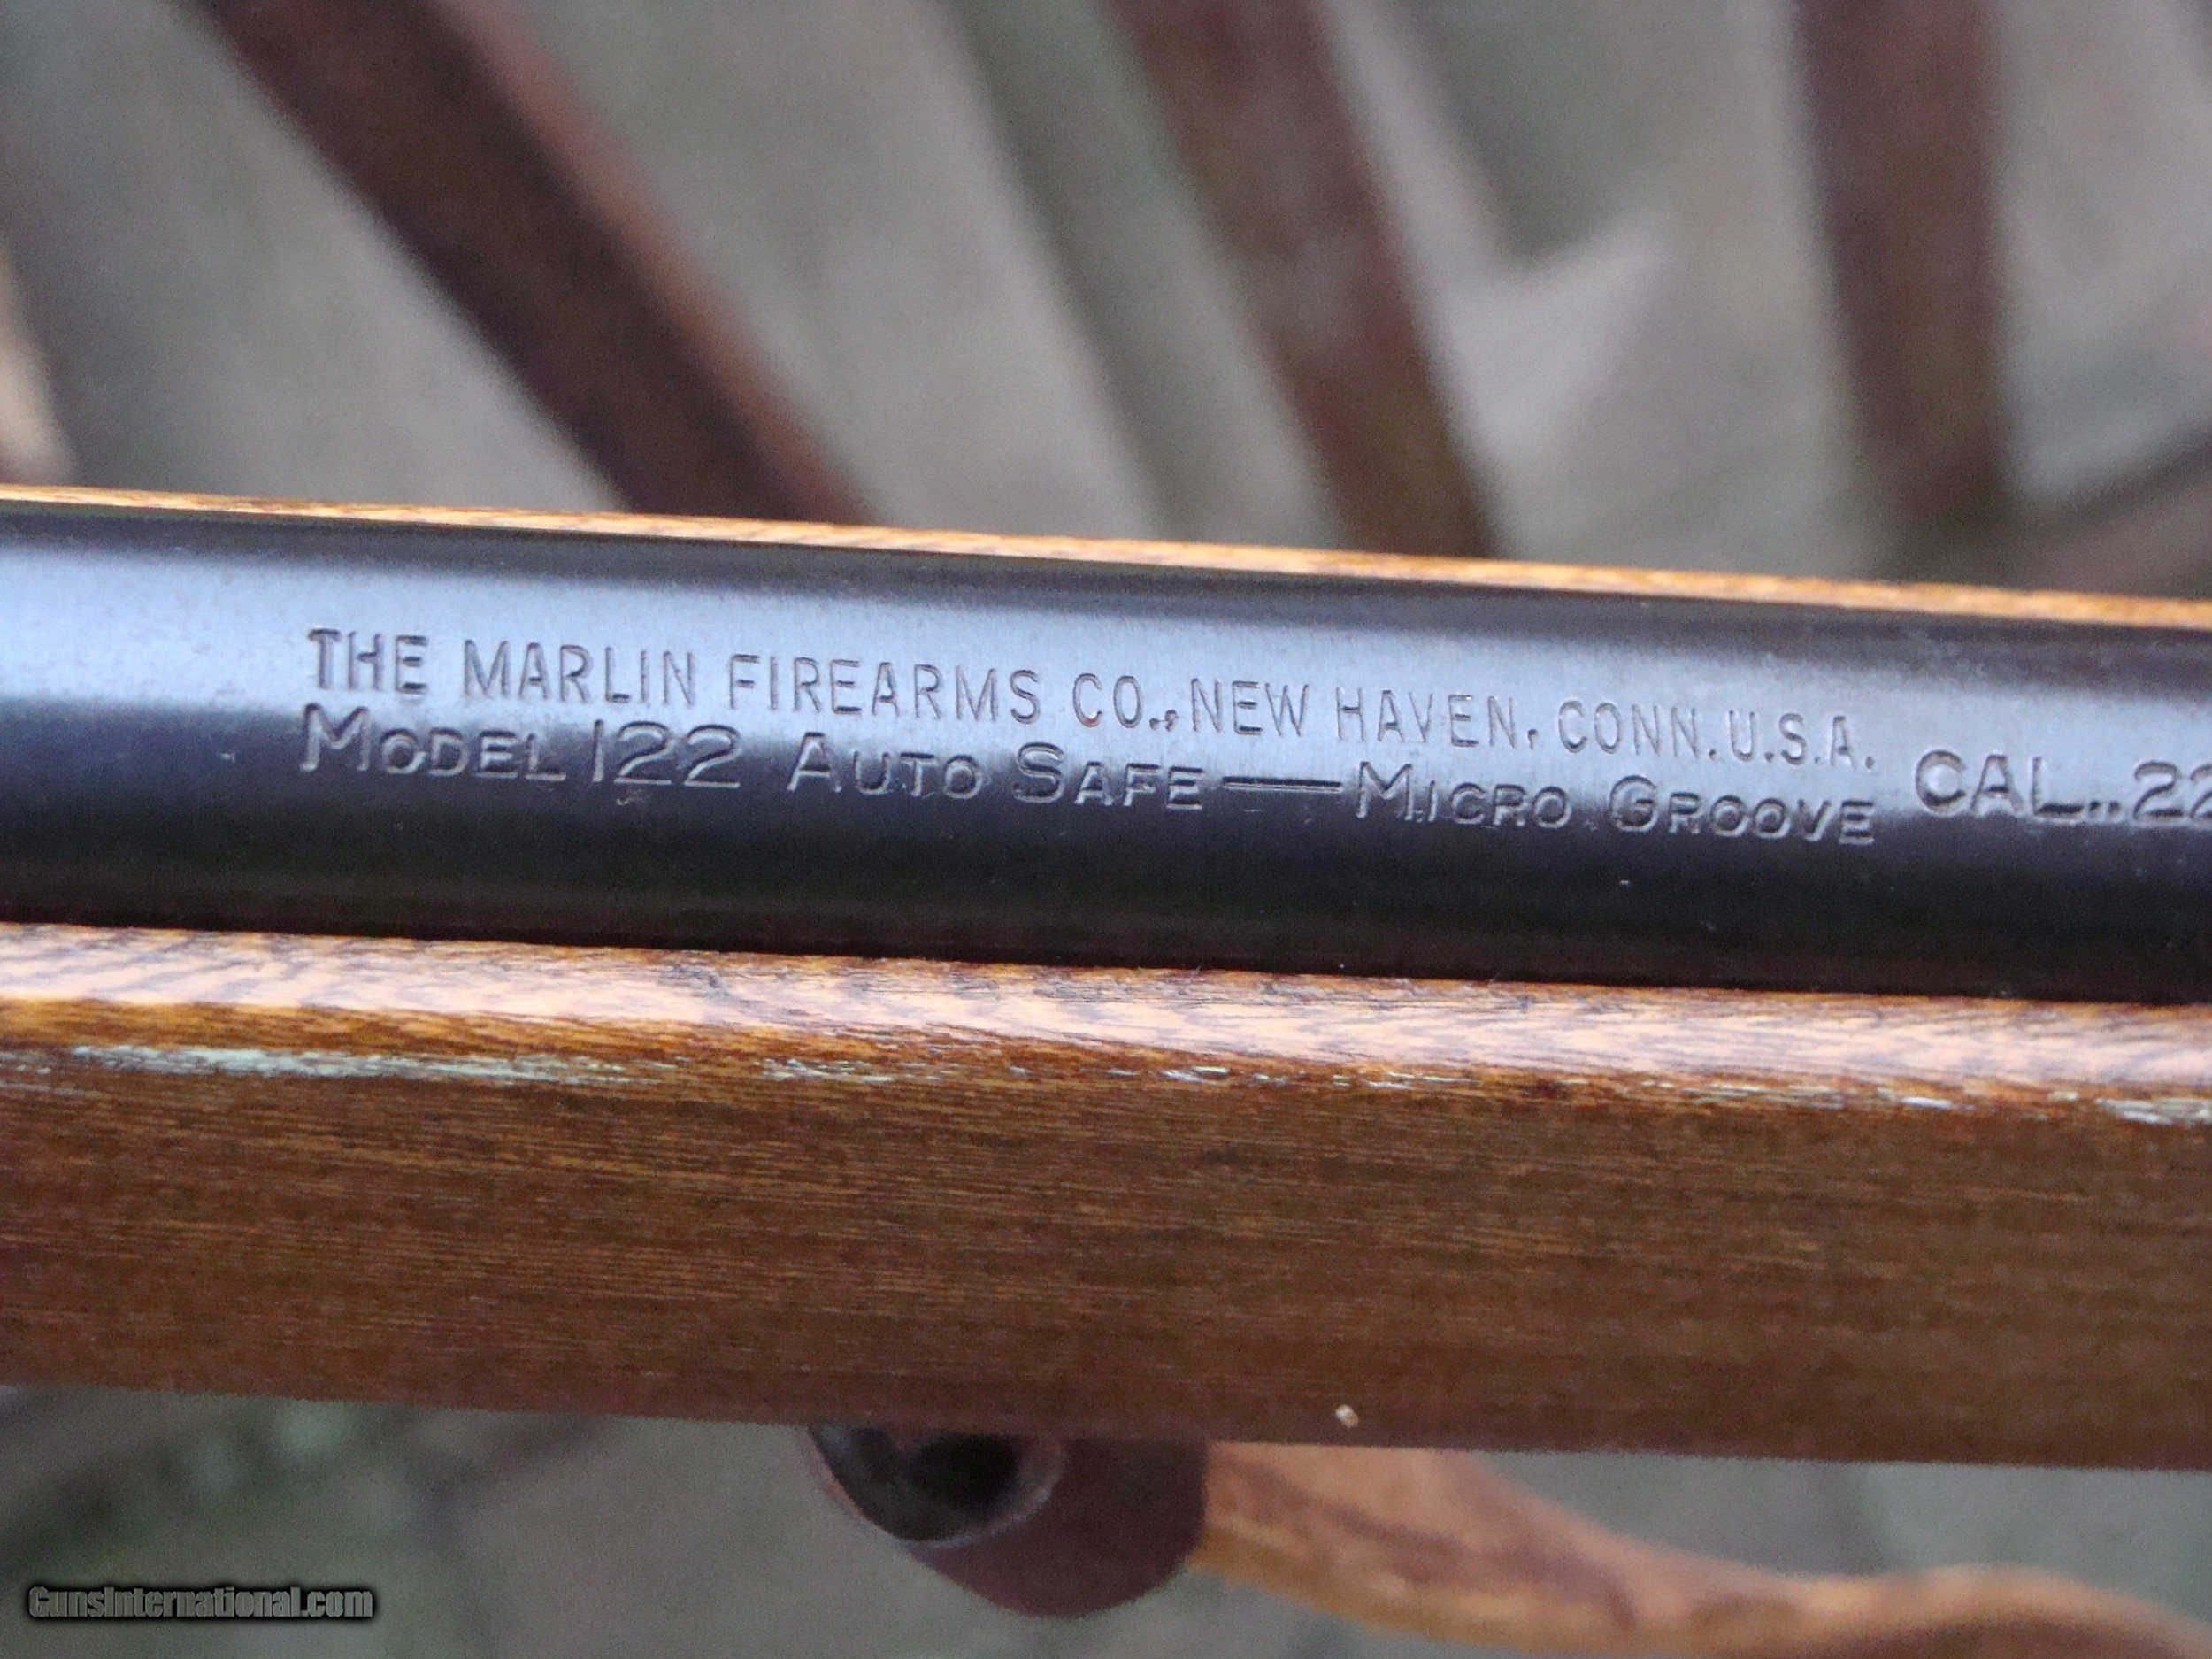 THE MARLIN FIREARMS CO., NEW HAVEN, CONN. U.S.A.
MODEL 122 AUTO SAFE — MICRO GROOVE CAL..22
GunsInternational.com